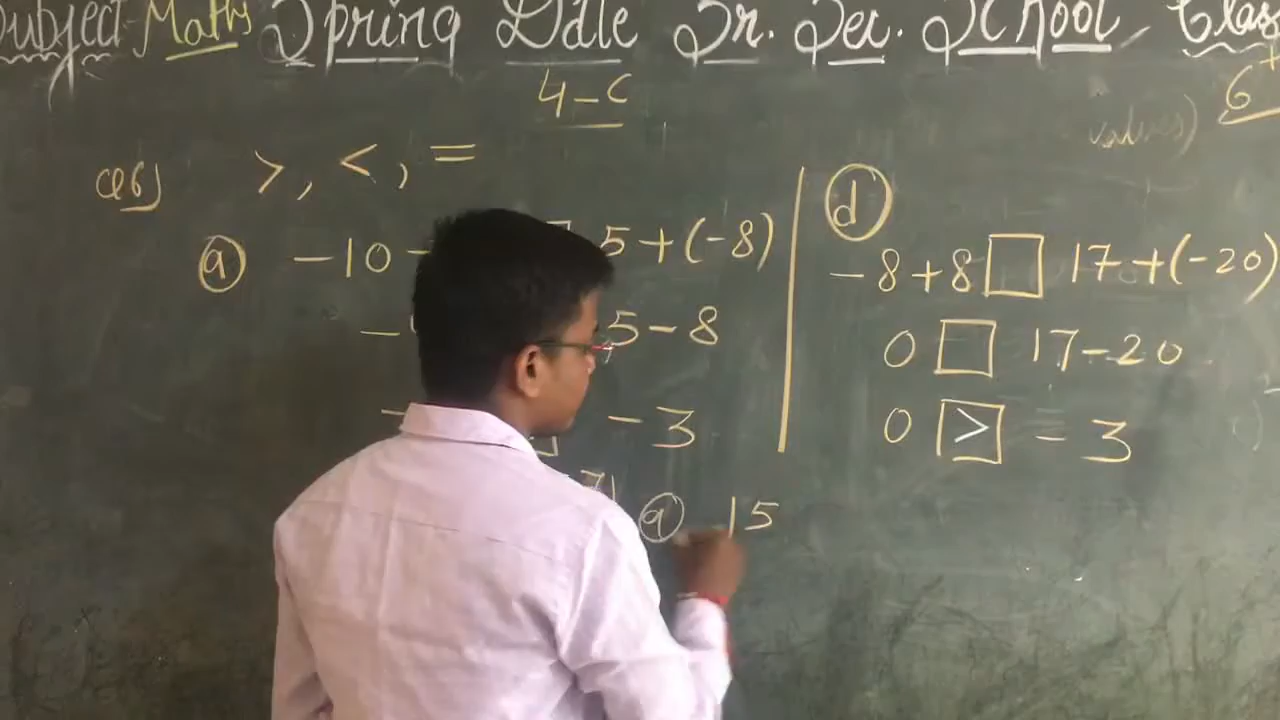 Subject-Maths Spring Dale Sr. Sec. School, Class
4-C 6+
values)
Q6) >, <, =
(a) -10 - 5+(-8)
5-8
- 3
7)
(d)
-8+8 □ 17+(-20)
0 □ 17-20
0 > -3
(a) 15